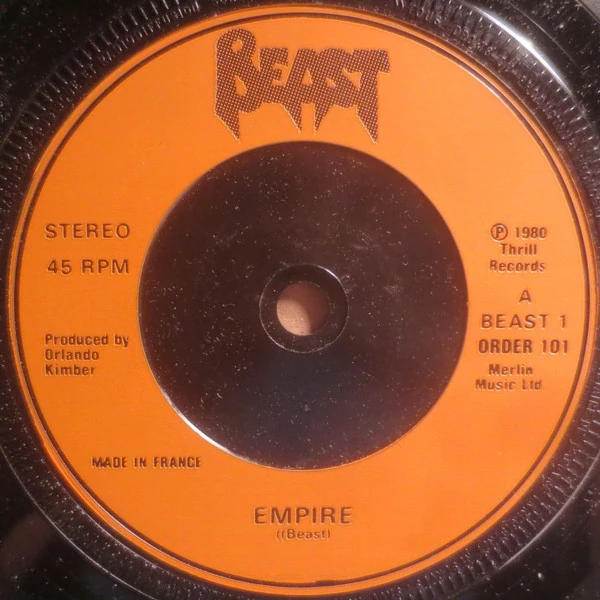 BEAST
STEREO
45 RPM
Produced by
Orlando
Kimber
℗ 1980
Thrill
Records
A
BEAST 1
ORDER 101
Merlin
Music Ltd.
MADE IN FRANCE
EMPIRE
((Beast)